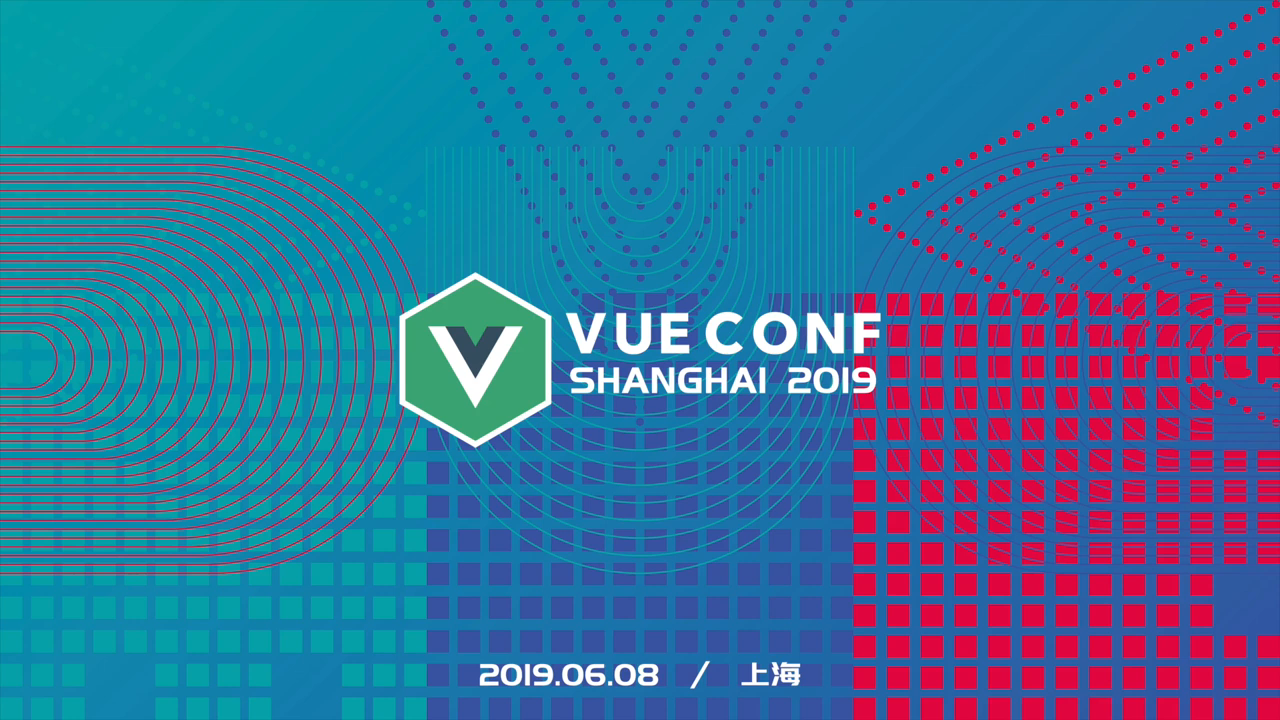 VUE CONF
SHANGHAI 2019
2019.06.08 / 上海